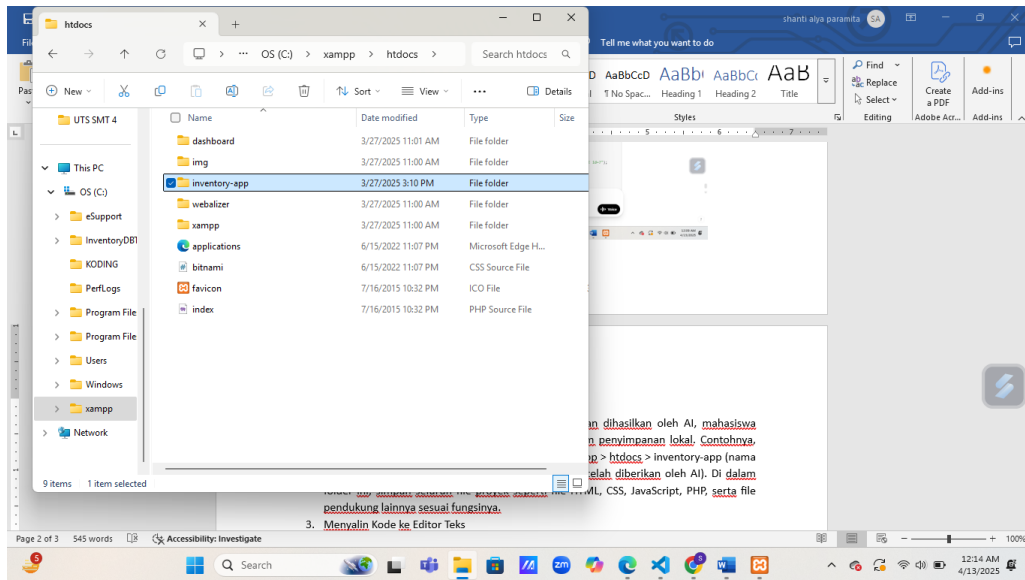 htdocs
shanti alya paramita
SA
OS (C:) > xampp > htdocs >
Search htdocs
Tell me what you want to do
New
Sort
View
Details
AaBbCcD
AaBbCc
AaB
¶ No Spac...
Heading 1
Heading 2
Title
Styles
Find
Replace
Select
Editing
Create a PDF
Adobe Acr...
Add-ins
Add-ins
Name Date modified Type Size
dashboard 3/27/2025 11:01 AM File folder
img 3/27/2025 11:00 AM File folder
inventory-app 3/27/2025 3:10 PM File folder
webalizer 3/27/2025 11:00 AM File folder
xampp 3/27/2025 11:00 AM File folder
applications 6/15/2022 11:07 PM Microsoft Edge H...
bitnami 6/15/2022 11:07 PM CSS Source File
favicon 7/16/2015 10:32 PM ICO File
index 7/16/2015 10:32 PM PHP Source File
UTS SMT 4
This PC
OS (C:)
eSupport
InventoryDBT
KODING
PerfLogs
Program File
Program File
Users
Windows
xampp
Network
9 items 1 item selected
5 6 7
dihasilkan oleh AI, mahasiswa
penyimpanan lokal. Contohnya,
> htdocs > inventory-app (nama
telah diberikan oleh AI). Di dalam
CSS, JavaScript, PHP, serta file
pendukung lainnya sesuai fungsinya.
3. Menyalin Kode ke Editor Teks
Page 2 of 3 545 words Accessibility: Investigate
100%
Search
zm
12:14 AM
4/13/2025